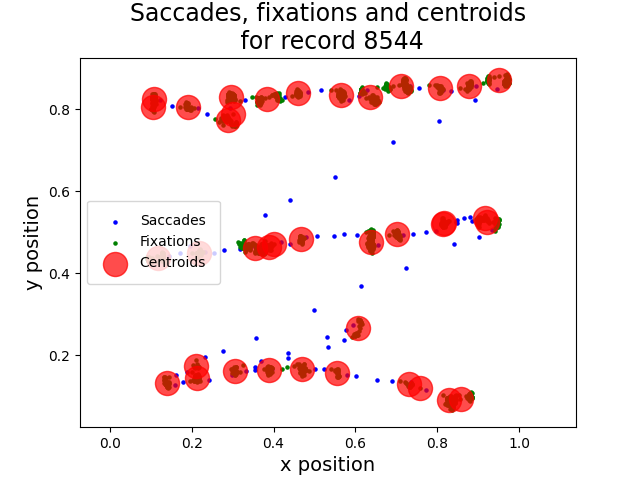 Saccades, fixations and centroids
for record 8544
y position
0.8
0.6
0.4
0.2
Saccades
Fixations
Centroids
0.0 0.2 0.4 0.6 0.8 1.0
x position